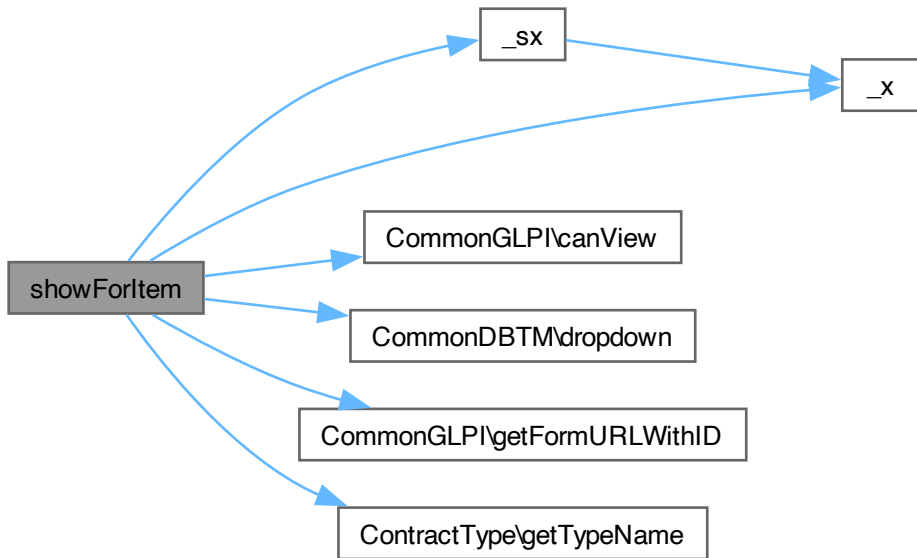 _sx
_x
CommonGLPI\canView
showForItem
CommonDBTM\dropdown
CommonGLPI\getFormURLWithID
ContractType\getTypeName